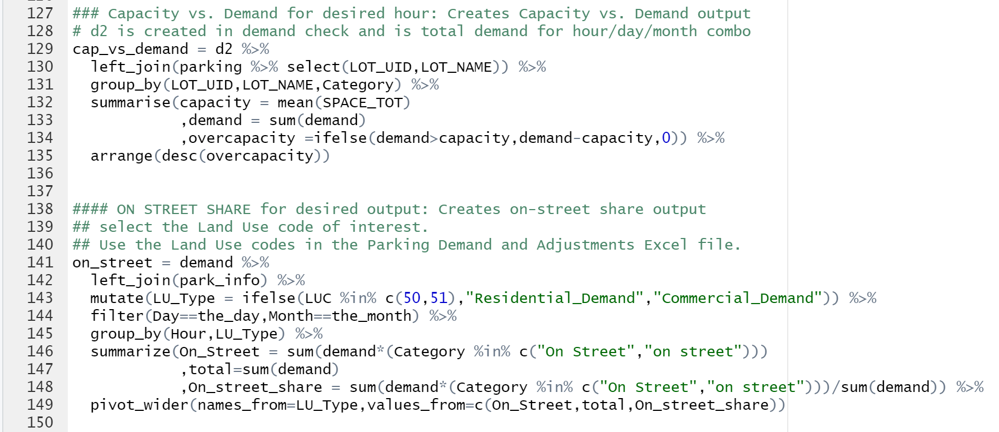 127 ### Capacity vs. Demand for desired hour: Creates Capacity vs. Demand output
128 # d2 is created in demand check and is total demand for hour/day/month combo
129 cap_vs_demand = d2 %>%
130   left_join(parking %>% select(LOT_UID,LOT_NAME)) %>%
131   group_by(LOT_UID,LOT_NAME,Category) %>%
132   summarise(capacity = mean(SPACE_TOT)
133             ,demand = sum(demand)
134             ,overcapacity =ifelse(demand>capacity,demand-capacity,0)) %>%
135   arrange(desc(overcapacity))
136
137
138 #### ON STREET SHARE for desired output: Creates on-street share output
139 ## select the Land Use code of interest.
140 ## Use the Land Use codes in the Parking Demand and Adjustments Excel file.
141 on_street = demand %>%
142   left_join(park_info) %>%
143   mutate(LU_Type = ifelse(LUC %in% c(50,51),"Residential_Demand","Commercial_Demand")) %>%
144   filter(Day==the_day,Month==the_month) %>%
145   group_by(Hour,LU_Type) %>%
146   summarize(On_Street = sum(demand*(Category %in% c("On Street","on street")))
147             ,total=sum(demand)
148             ,On_street_share = sum(demand*(Category %in% c("On Street","on street")))/sum(demand)) %>%
149   pivot_wider(names_from=LU_Type,values_from=c(On_Street,total,On_street_share))
150